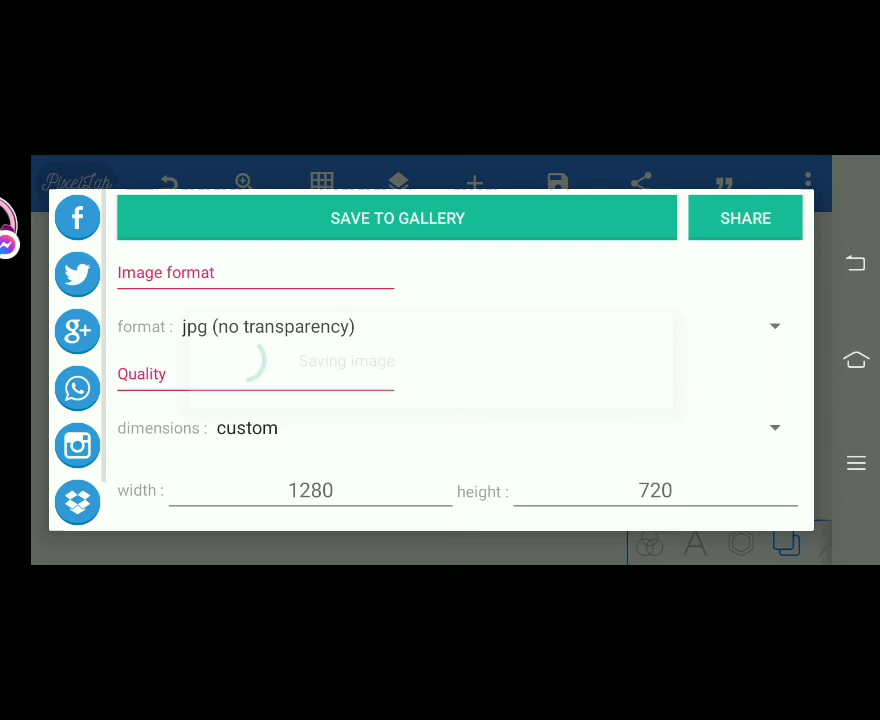 PixelLab
SAVE TO GALLERY
SHARE
Image format
format : jpg (no transparency)
Saving image
Quality
dimensions : custom
width : 1280 height : 720